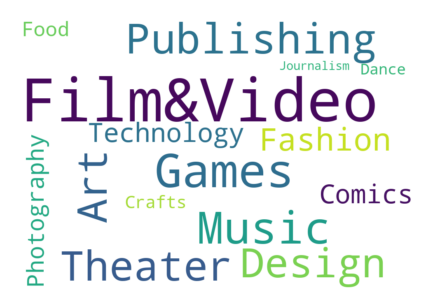 Food
Publishing
Journalism
Dance
Film&Video
Technology
Fashion
Photography
Art
Games
Crafts
Comics
Music
Theater
Design